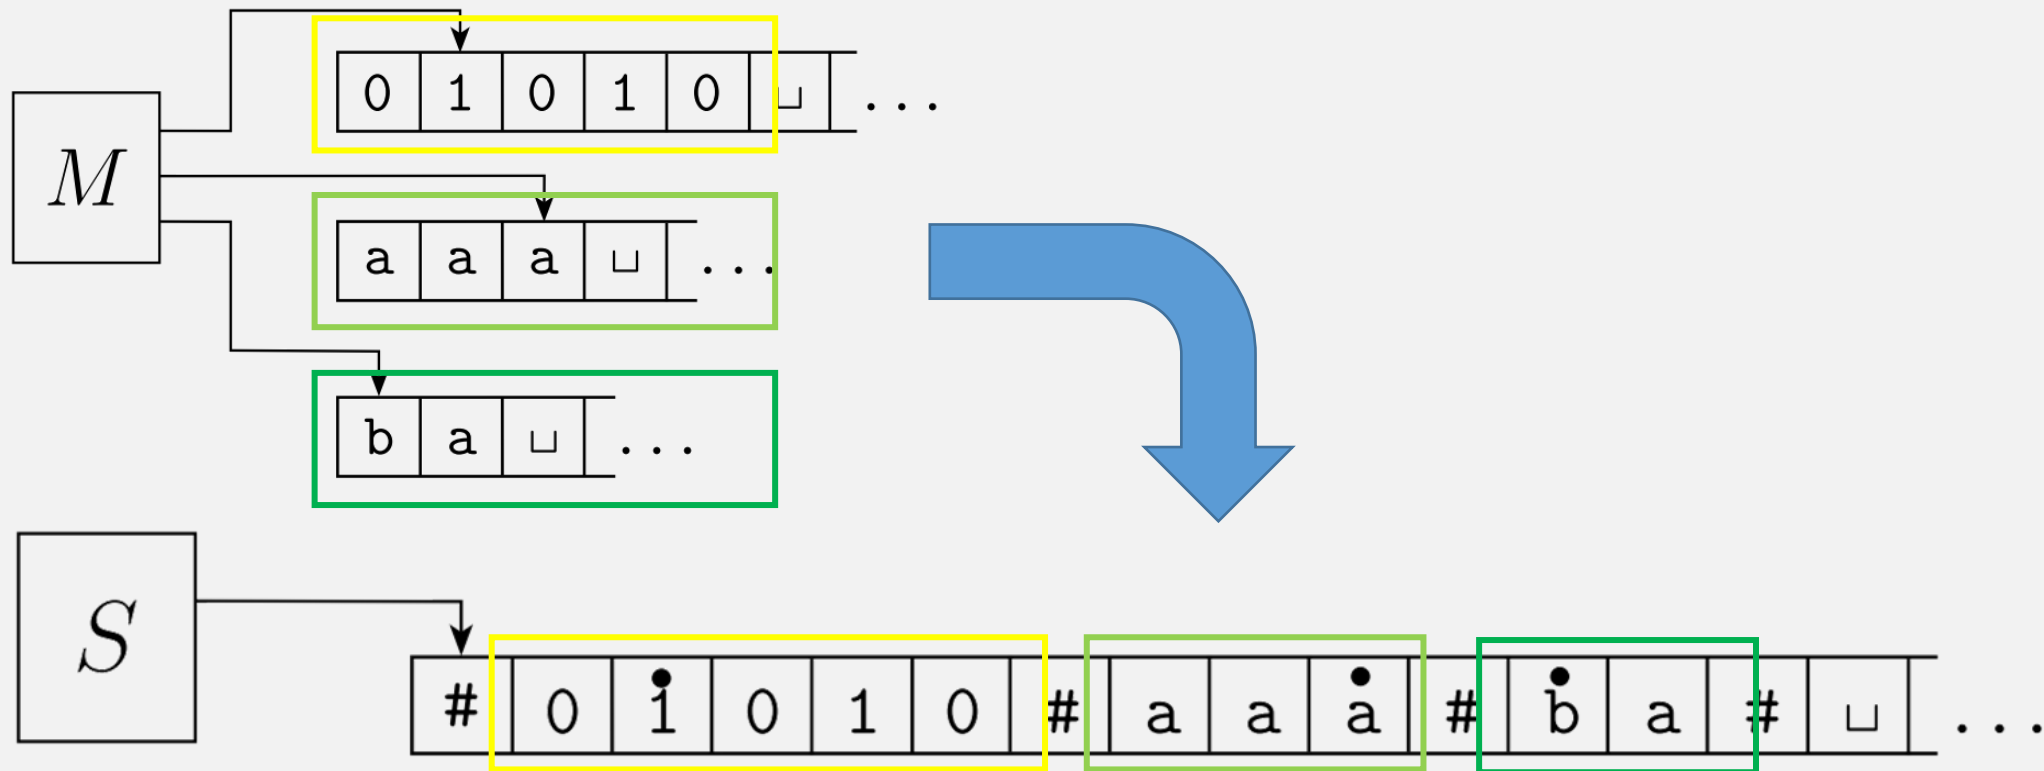 0 1 0 1 0 ␣ ...
M
a a a ␣ ...
b a ␣ ...
S
# 0 1̇ 0 1 0 # a a ȧ # ḃ a # ␣ ...